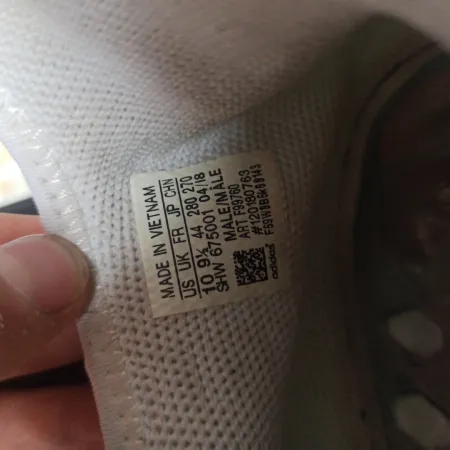 MADE IN VIETNAM
US UK FR JP CHN
10 9½ 44 280 270
SHW 675001 04/18
MALE/MÂLE
ART F99760
#120180763
adidas